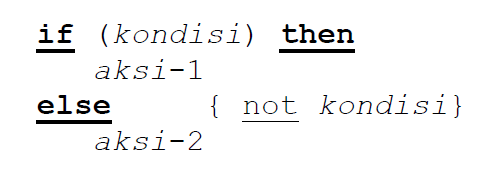 if (kondisi) then
aksi-1
else { not kondisi}
aksi-2